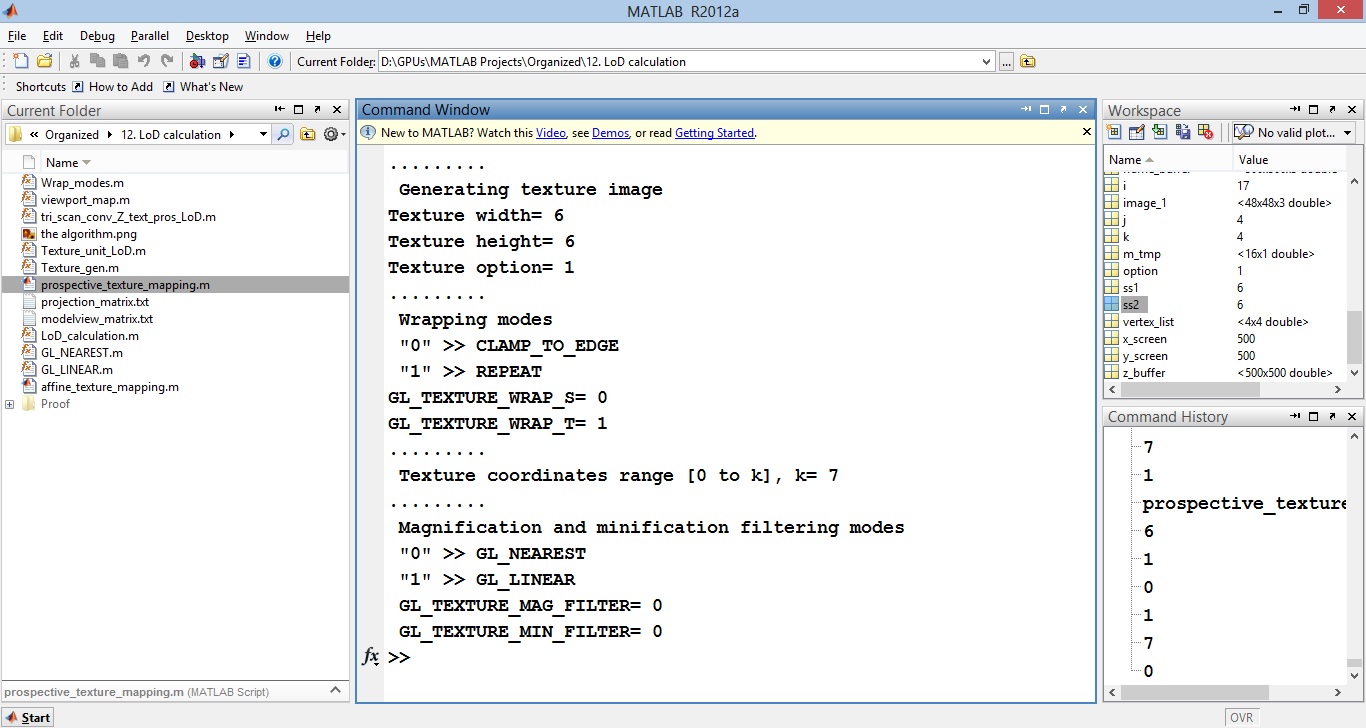 MATLAB R2012a
File Edit Debug Parallel Desktop Window Help
Current Folder: D:\GPUs\MATLAB Projects\Organized\12. LoD calculation
...
Shortcuts How to Add What's New
Current Folder
« Organized 12. LoD calculation
Name
Wrap_modes.m
viewport_map.m
tri_scan_conv_Z_text_pros_LoD.m
the algorithm.png
Texture_unit_LoD.m
Texture_gen.m
prospective_texture_mapping.m
projection_matrix.txt
modelview_matrix.txt
LoD_calculation.m
GL_NEAREST.m
GL_LINEAR.m
affine_texture_mapping.m
Proof
prospective_texture_mapping.m (MATLAB Script)
Start
Command Window
New to MATLAB? Watch this Video, see Demos, or read Getting Started.
.........
Generating texture image
Texture width= 6
Texture height= 6
Texture option= 1
.........
Wrapping modes
"0" >> CLAMP_TO_EDGE
"1" >> REPEAT
GL_TEXTURE_WRAP_S= 0
GL_TEXTURE_WRAP_T= 1
.........
Texture coordinates range [0 to k], k= 7
.........
Magnification and minification filtering modes
"0" >> GL_NEAREST
"1" >> GL_LINEAR
GL_TEXTURE_MAG_FILTER= 0
GL_TEXTURE_MIN_FILTER= 0
fx >>
Workspace
No valid plot...
Name Value
i 17
image_1 <48x48x3 double>
j 4
k 4
m_tmp <16x1 double>
option 1
ss1 6
ss2 6
vertex_list <4x4 double>
x_screen 500
y_screen 500
z_buffer <500x500 double>
Command History
7
1
prospective_texture
6
1
0
1
7
0
OVR